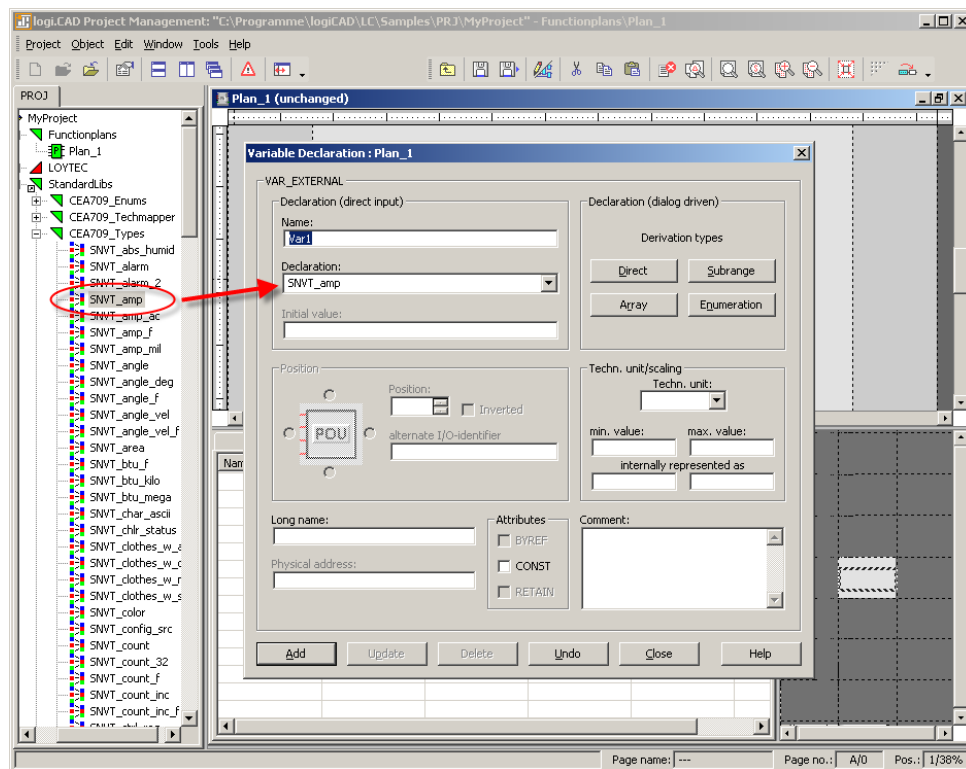 logi.CAD Project Management: "C:\Programme\logiCAD\LC\Samples\PRJ\MyProject" - Functionplans\Plan_1
Project Object Edit Window Tools Help
PROJ
MyProject
Functionplans
Plan_1
LOYTEC
StandardLibs
CEA709_Enums
CEA709_Techmapper
CEA709_Types
SNVT_abs_humid
SNVT_alarm
SNVT_alarm_2
SNVT_amp
SNVT_amp_ac
SNVT_amp_f
SNVT_amp_mil
SNVT_angle
SNVT_angle_deg
SNVT_angle_f
SNVT_angle_vel
SNVT_angle_vel_f
SNVT_area
SNVT_btu_f
SNVT_btu_kilo
SNVT_btu_mega
SNVT_char_ascii
SNVT_chlr_status
SNVT_clothes_w_
SNVT_clothes_w_
SNVT_clothes_w_
SNVT_clothes_w_
SNVT_color
SNVT_config_src
SNVT_count
SNVT_count_32
SNVT_count_f
SNVT_count_inc
SNVT_count_inc_f
Plan_1 (unchanged)
Nam
Variable Declaration : Plan_1
VAR_EXTERNAL
Declaration (direct input)
Name:
Var1
Declaration:
SNVT_amp
Initial value:
Declaration (dialog driven)
Derivation types
Direct Subrange
Array Enumeration
Position
POU
Position:
Inverted
alternate I/O-identifier
Techn. unit/scaling
Techn. unit:
min. value: max. value:
internally represented as
Long name:
Physical address:
Attributes
BYREF
CONST
RETAIN
Comment:
Add Update Delete Undo Close Help
Page name: --- Page no.: A/0 Pos.: 1/38%